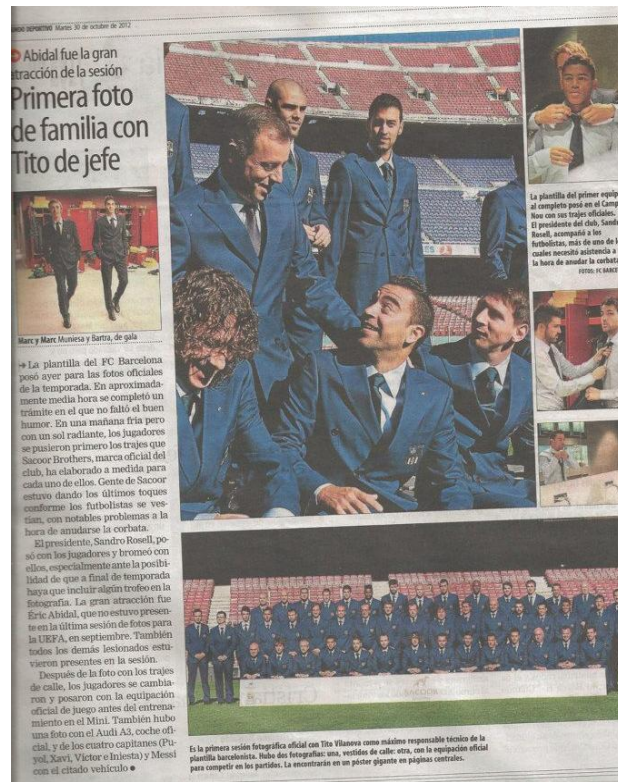 MUNDO DEPORTIVO Martes 30 de octubre de 2012
Abidal fue la gran
atracción de la sesión
Primera foto
de familia con
Tito de jefe
Marc y Marc Muniesa y Bartra, de gala
→ La plantilla del FC Barcelona
posó ayer para las fotos oficiales
de la temporada. En aproximada-
mente media hora se completó un
trámite en el que no faltó el buen
humor. En una mañana fría pero
con un sol radiante, los jugadores
se pusieron primero los trajes que
Sacoor Brothers, marca oficial del
club, ha elaborado a medida para
cada uno de ellos. Gente de Sacoor
estuvo dando los últimos toques
conforme los futbolistas se ves-
tían, con notables problemas a la
hora de anudarse la corbata.
El presidente, Sandro Rosell, po-
só con los jugadores y bromeó con
ellos, especialmente ante la posibi-
lidad de que a final de temporada
haya que incluir algún trofeo en la
fotografía. La gran atracción fue
Éric Abidal, que no estuvo presen-
te en la última sesión de fotos para
la UEFA, en septiembre. También
todos los demás lesionados estu-
vieron presentes en la sesión.
Después de la foto con los trajes
de calle, los jugadores se cambia-
ron y posaron con la equipación
oficial de juego antes del entrena-
miento en el Mini. También hubo
una foto con el Audi A3, coche ofi-
cial, y de los cuatro capitanes (Pu-
yol, Xavi, Víctor e Iniesta) y Messi
con el citado vehículo ●
La plantilla del primer equip
al completo posó en el Camp
Nou con sus trajes oficiales.
El presidente del club, Sandr
Rosell, acompañó a los
futbolistas, más de uno de l
cuales necesitó asistencia a
la hora de anudar la corbata
FOTOS: FC BARCE
SACOOR
Es la primera sesión fotográfica oficial con Tito Vilanova como máximo responsable técnico de la
plantilla barcelonista. Hubo dos fotografías: una, vestidos de calle; otra, con la equipación oficial
para competir en los partidos. La encontrarán en un póster gigante en páginas centrales.